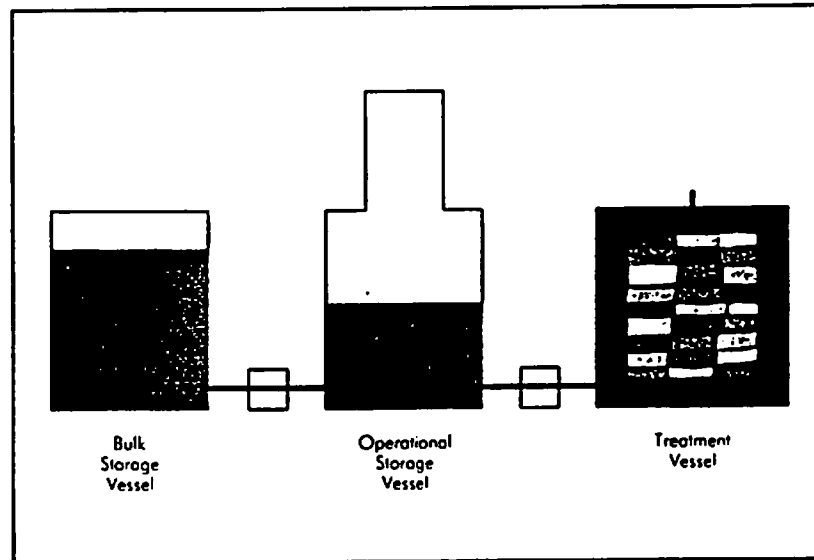 Bulk
Storage
Vessel
Operational
Storage
Vessel
Treatment
Vessel